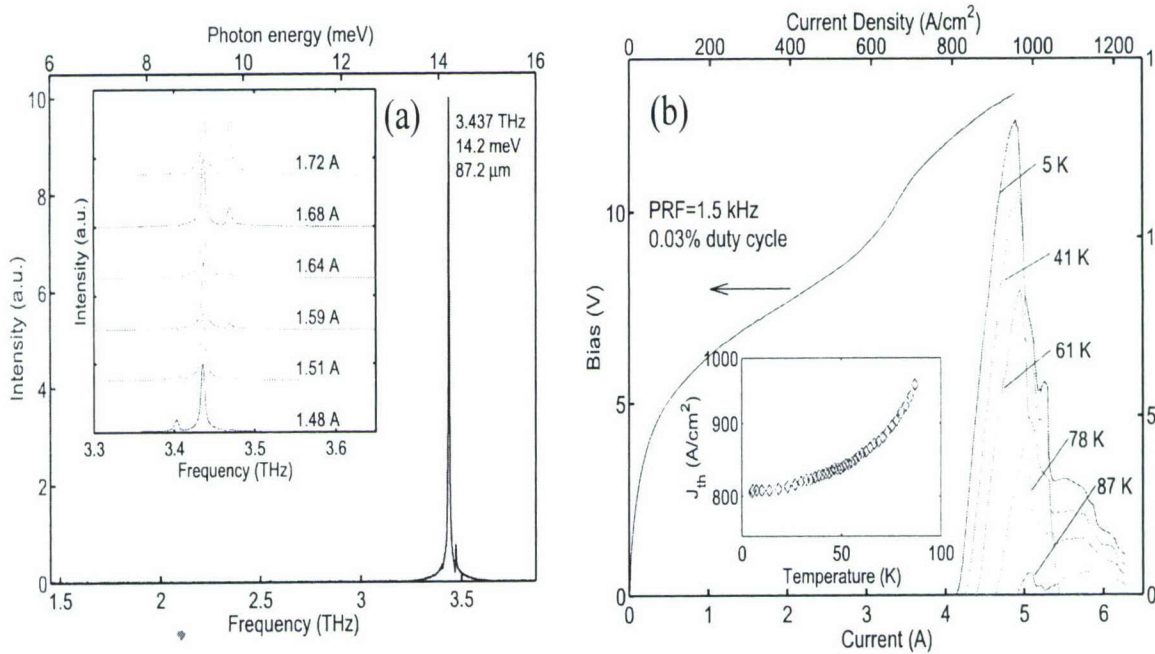 Photon energy (meV)
6 8 10 12 14 16
Intensity (a.u.)
10
8
6
4
2
0
1.5 2 2.5 3 3.5
Frequency (THz)
(a)
3.437 THz
14.2 meV
87.2 μm
Intensity (a.u.)
1.72 A
1.68 A
1.64 A
1.59 A
1.51 A
1.48 A
3.3 3.4 3.5 3.6
Frequency (THz)
Current Density (A/cm²)
0 200 400 600 800 1000 1200
(b)
Bias (V)
10
5
0
PRF=1.5 kHz
0.03% duty cycle
5 K
41 K
61 K
78 K
87 K
Jth (A/cm²)
1000
900
800
0 50 100
Temperature (K)
0 1 2 3 4 5 6
Current (A)